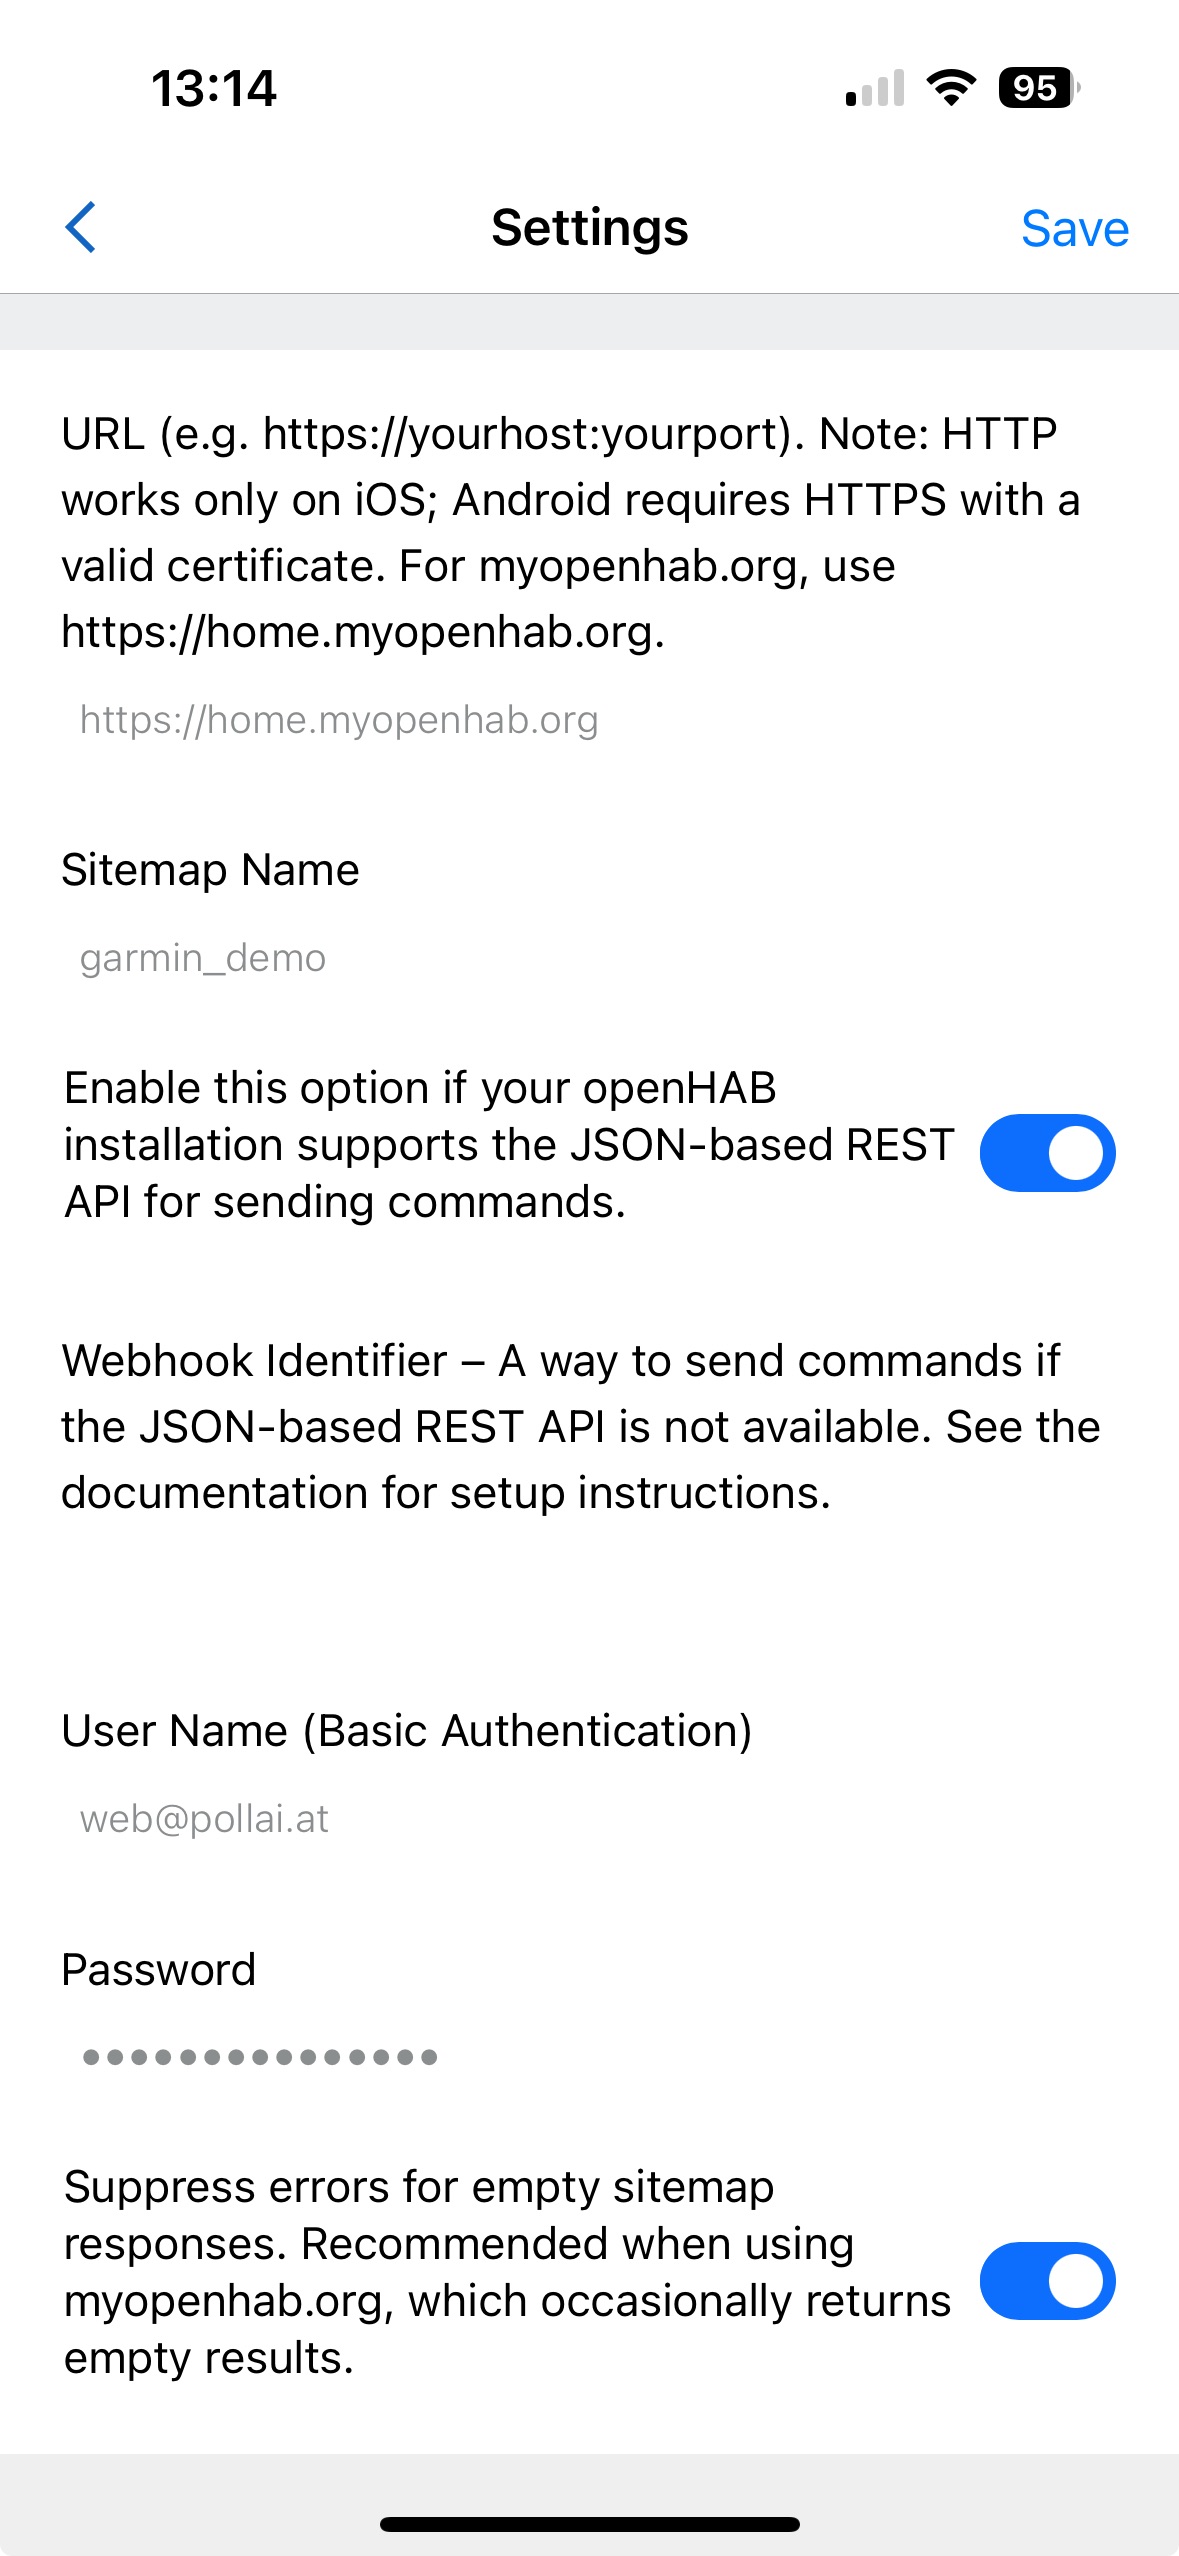 13:14
95
Settings
Save
URL (e.g. https://yourhost:yourport). Note: HTTP
works only on iOS; Android requires HTTPS with a
valid certificate. For myopenhab.org, use
https://home.myopenhab.org.
https://home.myopenhab.org
Sitemap Name
garmin_demo
Enable this option if your openHAB
installation supports the JSON-based REST
API for sending commands.
Webhook Identifier – A way to send commands if
the JSON-based REST API is not available. See the
documentation for setup instructions.
User Name (Basic Authentication)
web@pollai.at
Password
•••••••••••••••
Suppress errors for empty sitemap
responses. Recommended when using
myopenhab.org, which occasionally returns
empty results.